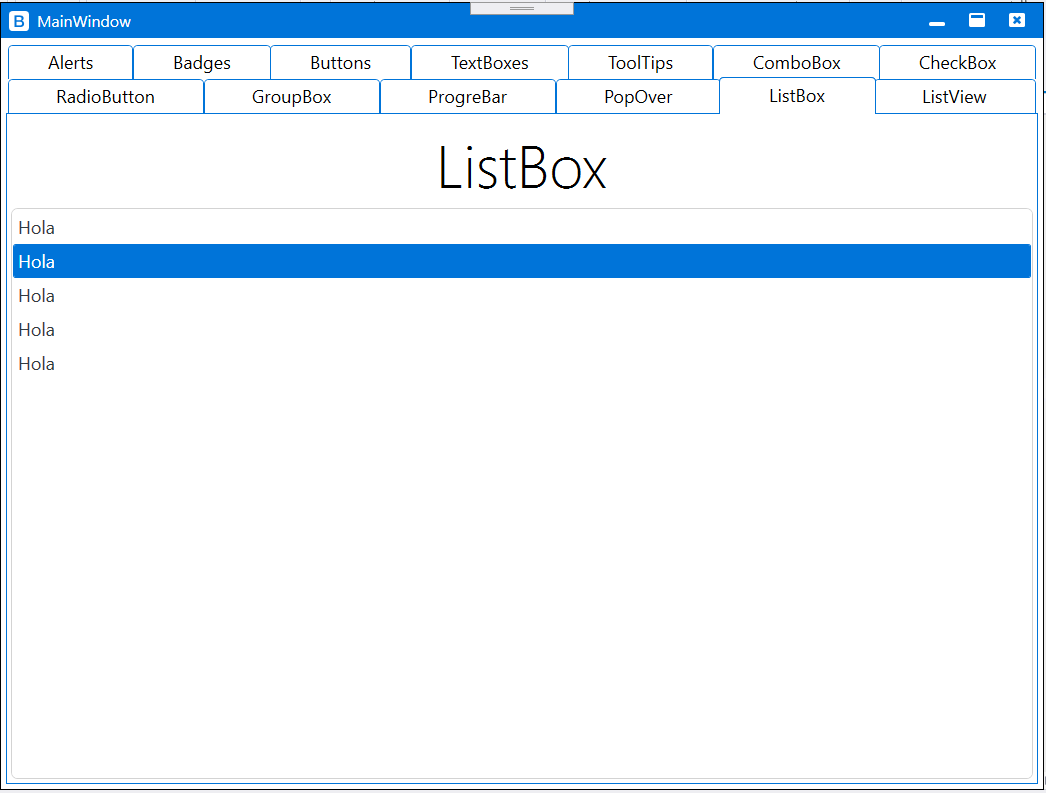 B MainWindow
Alerts Badges Buttons TextBoxes ToolTips ComboBox CheckBox
RadioButton GroupBox ProgreBar PopOver ListBox ListView
ListBox
Hola
Hola
Hola
Hola
Hola